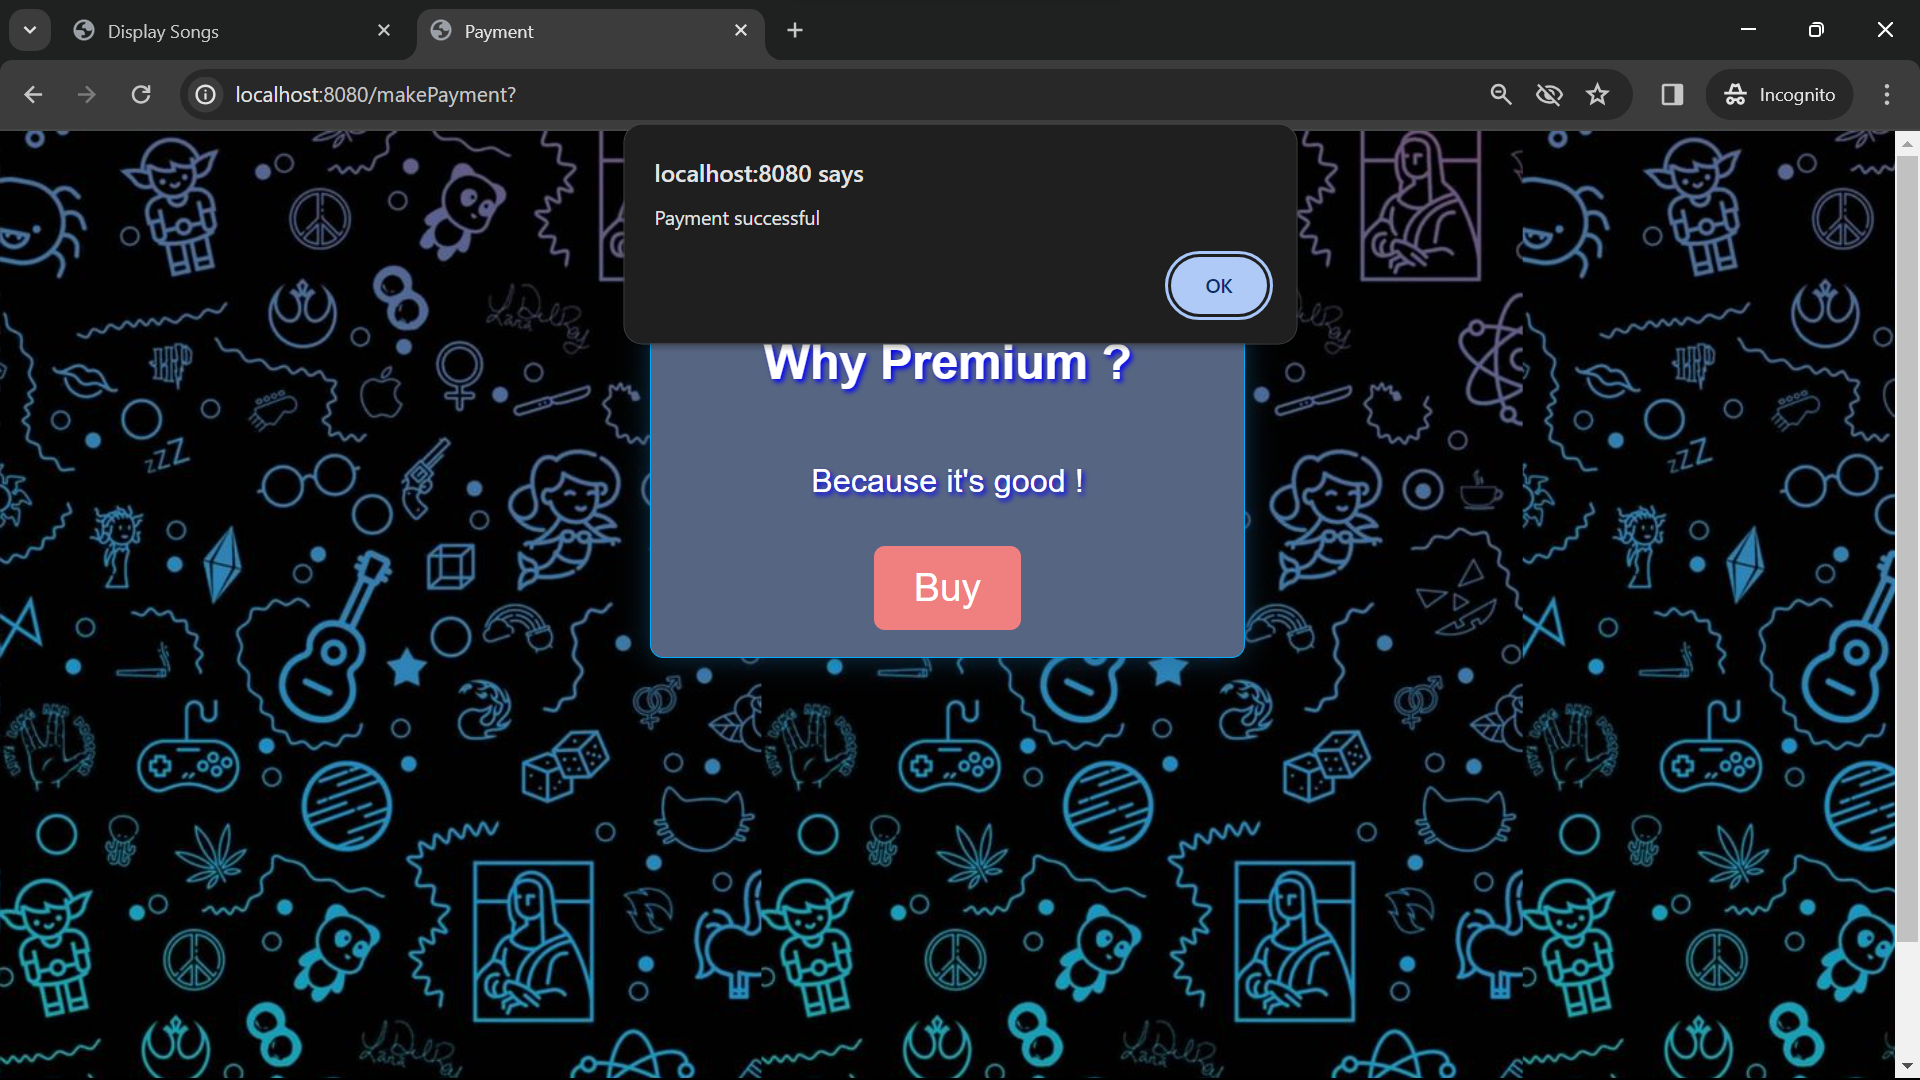 Display Songs
Payment
localhost:8080/makePayment?
Incognito
localhost:8080 says
Payment successful
OK
Why Premium ?
Because it's good !
Buy
zzZ